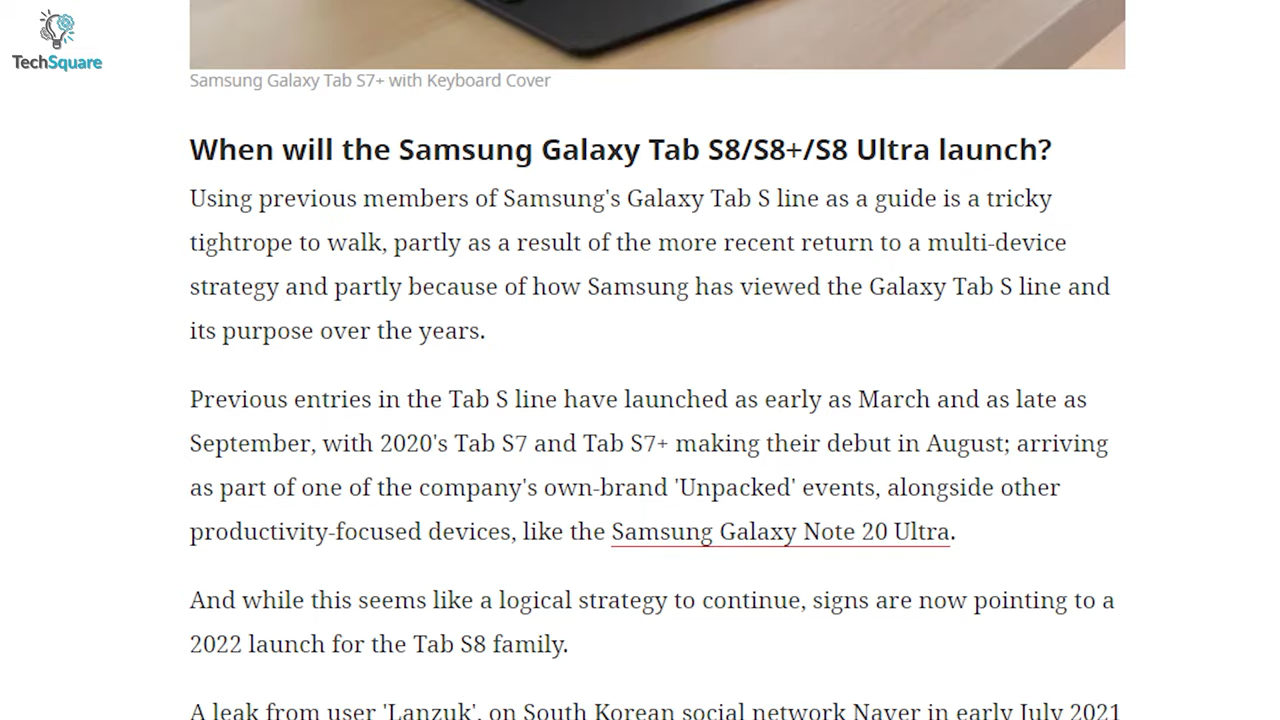 TechSquare
Samsung Galaxy Tab S7+ with Keyboard Cover
When will the Samsung Galaxy Tab S8/S8+/S8 Ultra launch?
Using previous members of Samsung's Galaxy Tab S line as a guide is a tricky
tightrope to walk, partly as a result of the more recent return to a multi-device
strategy and partly because of how Samsung has viewed the Galaxy Tab S line and
its purpose over the years.
Previous entries in the Tab S line have launched as early as March and as late as
September, with 2020's Tab S7 and Tab S7+ making their debut in August; arriving
as part of one of the company's own-brand 'Unpacked' events, alongside other
productivity-focused devices, like the Samsung Galaxy Note 20 Ultra.
And while this seems like a logical strategy to continue, signs are now pointing to a
2022 launch for the Tab S8 family.
A leak from user 'Lanzuk', on South Korean social network Naver in early July 2021